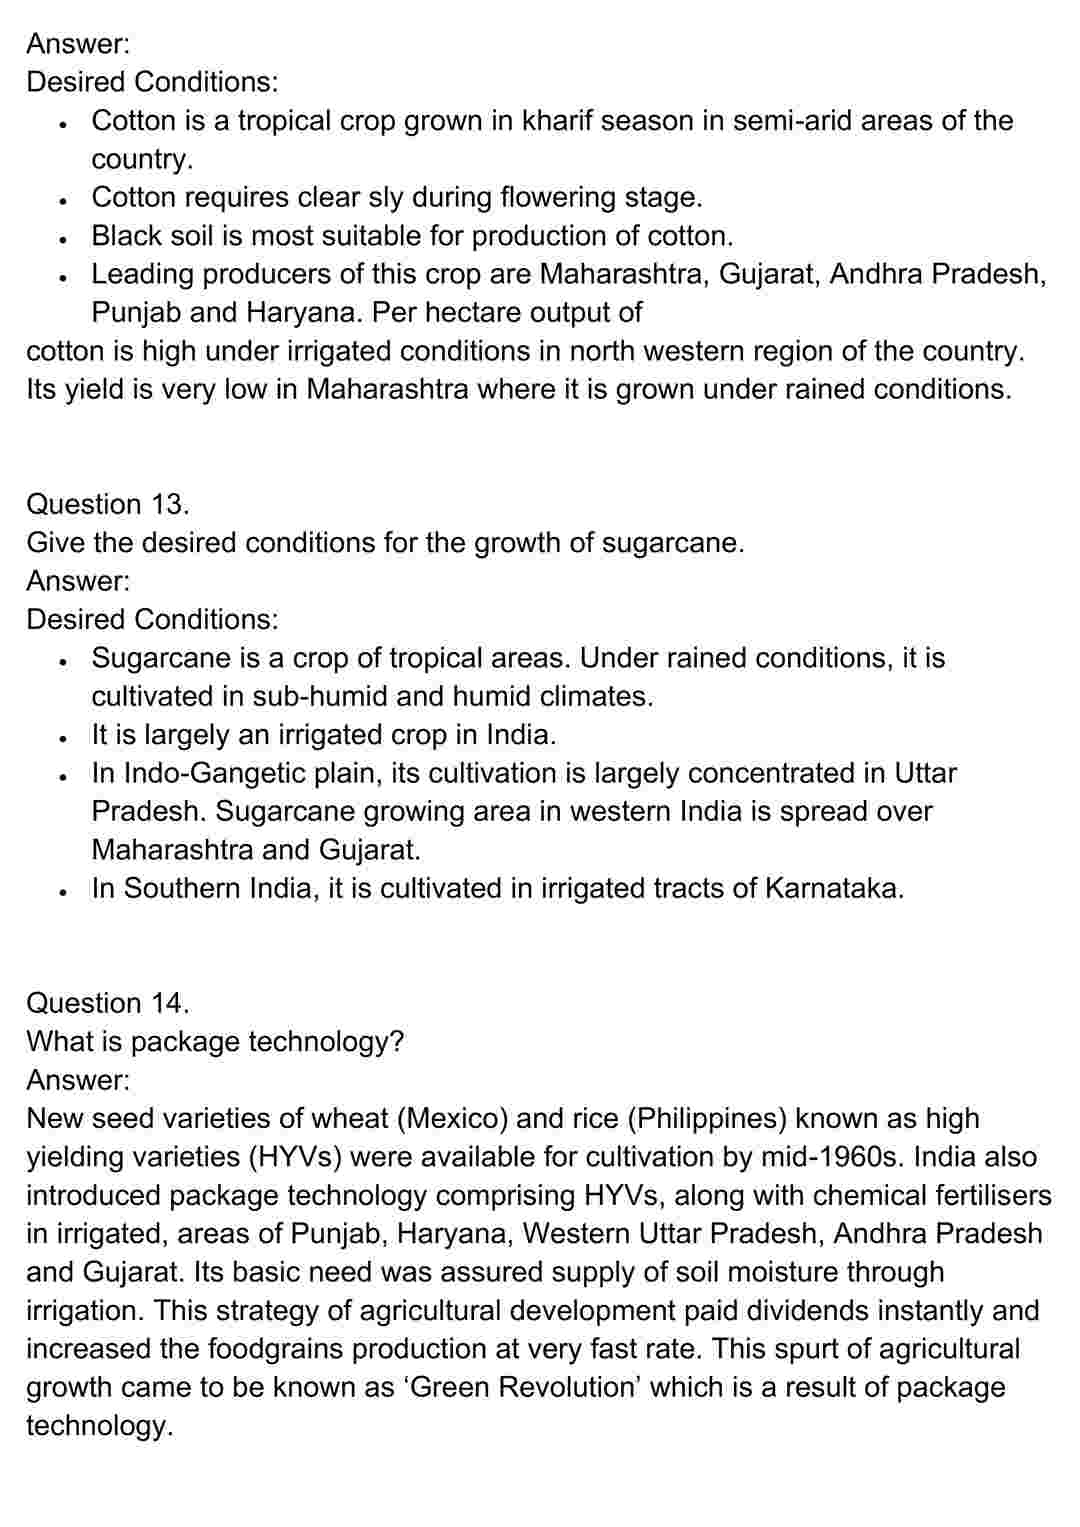 Answer:
Desired Conditions:
• Cotton is a tropical crop grown in kharif season in semi-arid areas of the
country.
• Cotton requires clear sly during flowering stage.
• Black soil is most suitable for production of cotton.
• Leading producers of this crop are Maharashtra, Gujarat, Andhra Pradesh,
Punjab and Haryana. Per hectare output of
cotton is high under irrigated conditions in north western region of the country.
Its yield is very low in Maharashtra where it is grown under rained conditions.
Question 13.
Give the desired conditions for the growth of sugarcane.
Answer:
Desired Conditions:
• Sugarcane is a crop of tropical areas. Under rained conditions, it is
cultivated in sub-humid and humid climates.
• It is largely an irrigated crop in India.
• In Indo-Gangetic plain, its cultivation is largely concentrated in Uttar
Pradesh. Sugarcane growing area in western India is spread over
Maharashtra and Gujarat.
• In Southern India, it is cultivated in irrigated tracts of Karnataka.
Question 14.
What is package technology?
Answer:
New seed varieties of wheat (Mexico) and rice (Philippines) known as high
yielding varieties (HYVs) were available for cultivation by mid-1960s. India also
introduced package technology comprising HYVs, along with chemical fertilisers
in irrigated, areas of Punjab, Haryana, Western Uttar Pradesh, Andhra Pradesh
and Gujarat. Its basic need was assured supply of soil moisture through
irrigation. This strategy of agricultural development paid dividends instantly and
increased the foodgrains production at very fast rate. This spurt of agricultural
growth came to be known as ‘Green Revolution’ which is a result of package
technology.